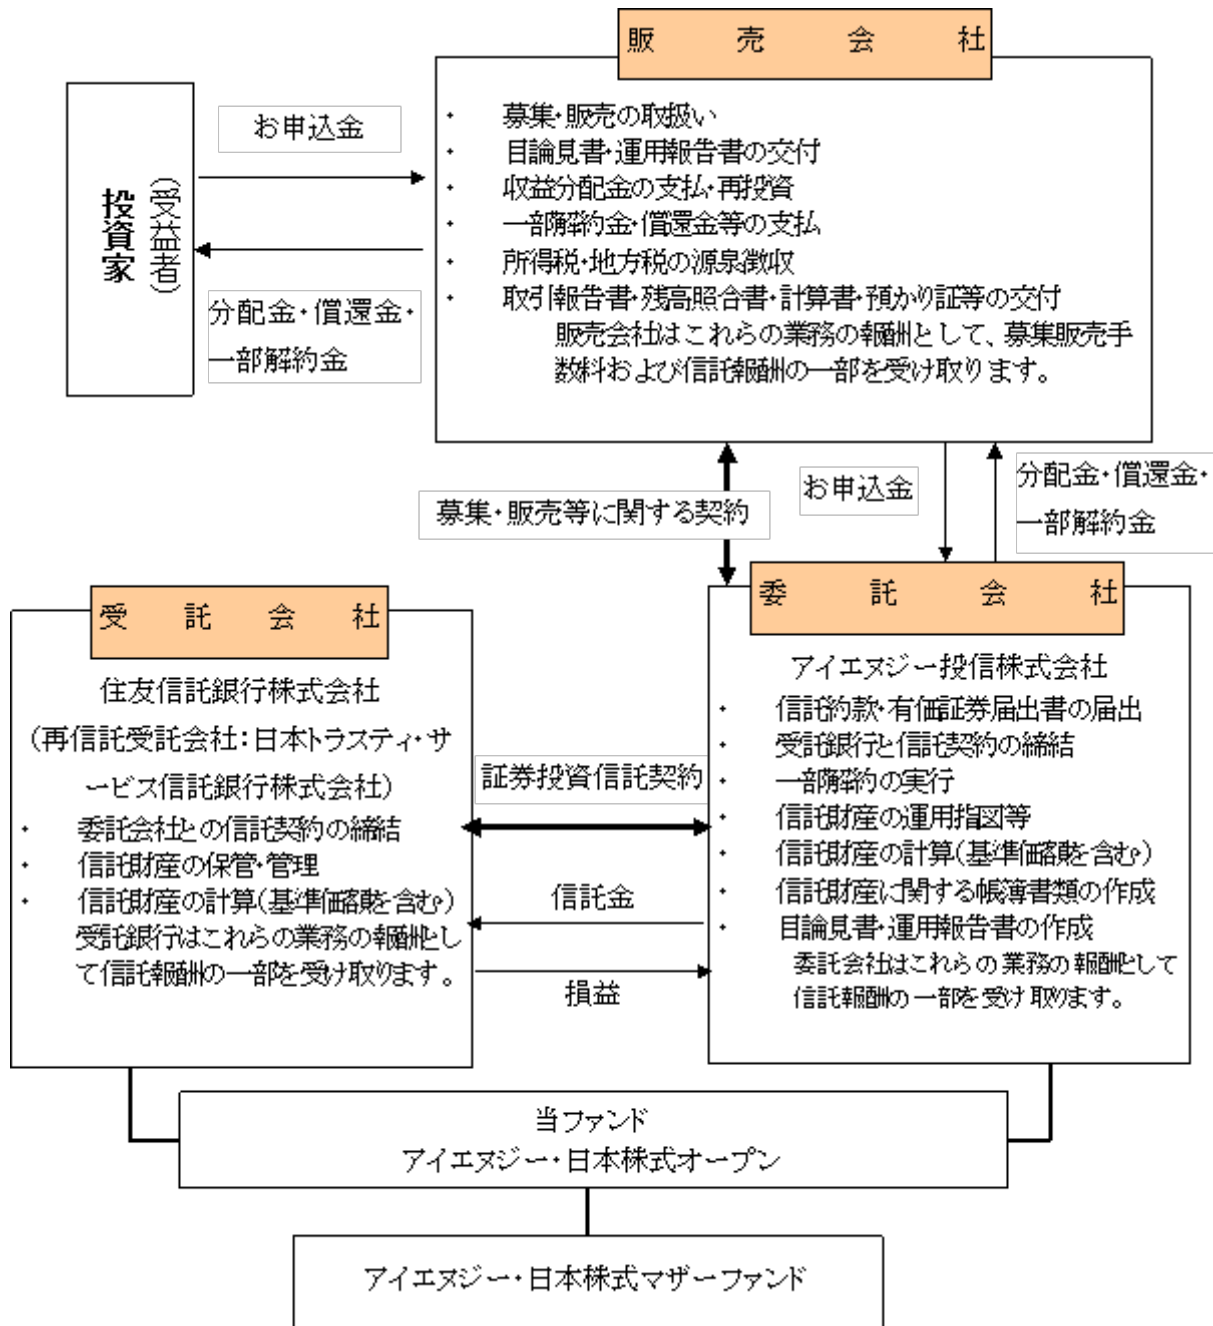 販売会社
・ 募集・販売の取扱い
・ 目論見書・運用報告書の交付
・ 収益分配金の支払・再投資
・ 一部解約金・償還金等の支払
・ 所得税・地方税の源泉徴収
・ 取引報告書・残高照合書・計算書・預かり証等の交付
販売会社はこれらの業務の報酬として、募集販売手
数料および信託報酬の一部を受け取ります。
お申込金
投資家
(受益者)
分配金・償還金・
一部解約金
募集・販売等に関する契約
お申込金
分配金・償還金・
一部解約金
受託会社
住友信託銀行株式会社
(再信託受託会社:日本トラスティ・サ
ービス信託銀行株式会社)
・ 委託会社との信託契約の締結
・ 信託財産の保管・管理
・ 信託財産の計算(基準価額を含む)
受託銀行はこれらの業務の報酬とし
て信託報酬の一部を受け取ります。
証券投資信託契約
信託金
損益
委託会社
アイエヌジー投信株式会社
・ 信託約款・有価証券届出書の届出
・ 受託銀行と信託契約の締結
・ 一部解約の実行
・ 信託財産の運用指図等
・ 信託財産の計算(基準価額を含む)
・ 信託財産に関する帳簿書類の作成
・ 目論見書・運用報告書の作成
委託会社はこれらの業務の報酬として
信託報酬の一部を受け取ります。
当ファンド
アイエヌジー・日本株式オープン
アイエヌジー・日本株式マザーファンド